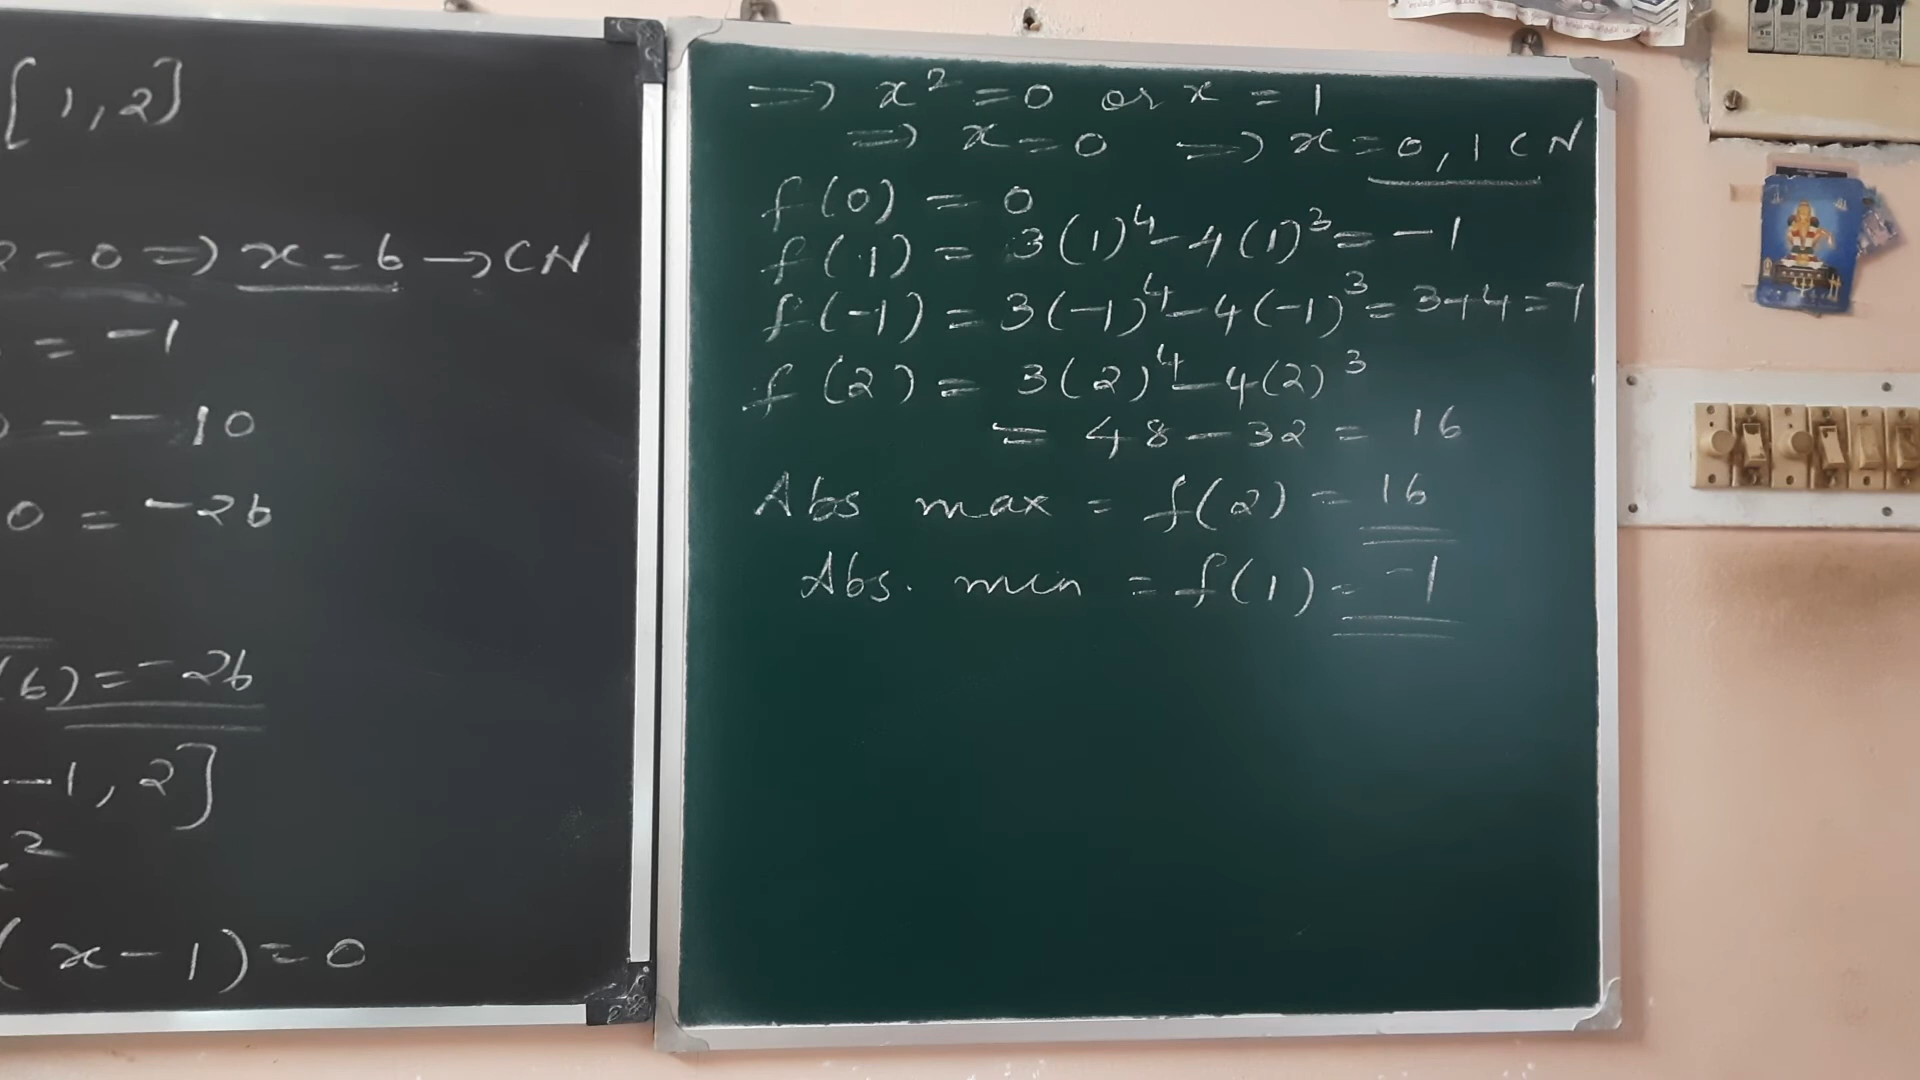 [1,2]
2=0 ⇒ x=6 → CN
= -1
) = -10
0 = -26
(6) = -26
-1, 2]
x²
(x-1)=0
⇒ x² = 0 or x = 1
⇒ x = 0 ⇒ x = 0, 1 CN
f(0) = 0
f(1) = 3(1)⁴ - 4(1)³ = -1
f(-1) = 3(-1)⁴ - 4(-1)³ = 3+4 = 7
f(2) = 3(2)⁴ - 4(2)³
= 48 - 32 = 16
Abs max = f(2) = 16
Abs. min = f(1) = -1